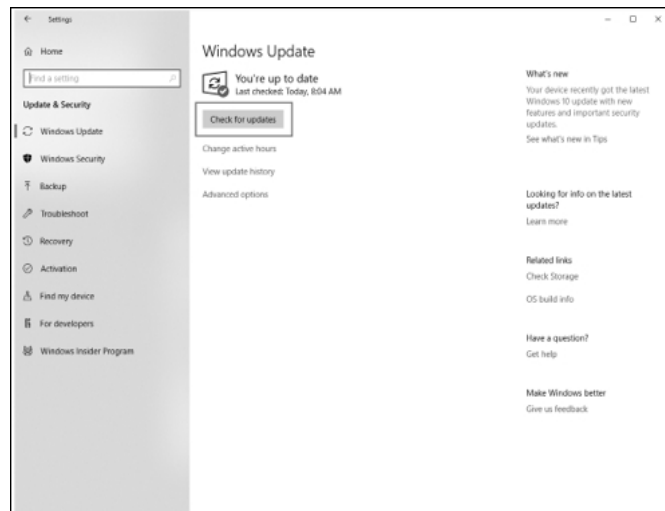 Settings
Home
Find a setting
Update & Security
Windows Update
Windows Security
Backup
Troubleshoot
Recovery
Activation
Find my device
For developers
Windows Insider Program
Windows Update
You're up to date
Last checked: Today, 8:04 AM
Check for updates
Change active hours
View update history
Advanced options
What's new
Your device recently got the latest
Windows 10 update with new
features and important security
updates.
See what's new in Tips
Looking for info on the latest
updates?
Learn more
Related links
Check Storage
OS build info
Have a question?
Get help
Make Windows better
Give us feedback